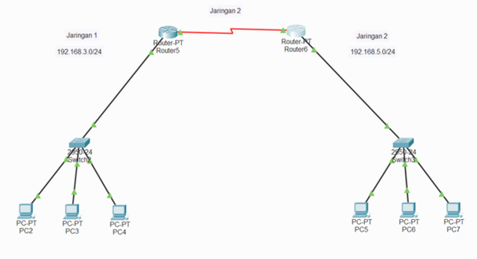 Jaringan 2
Jaringan 1
192.168.3.0/24
Router-PT
Router5
Router-PT
Router6
Jaringan 2
192.168.5.0/24
2950-24
Switch2
2950-24
Switch3
PC-PT
PC2
PC-PT
PC3
PC-PT
PC4
PC-PT
PC5
PC-PT
PC6
PC-PT
PC7